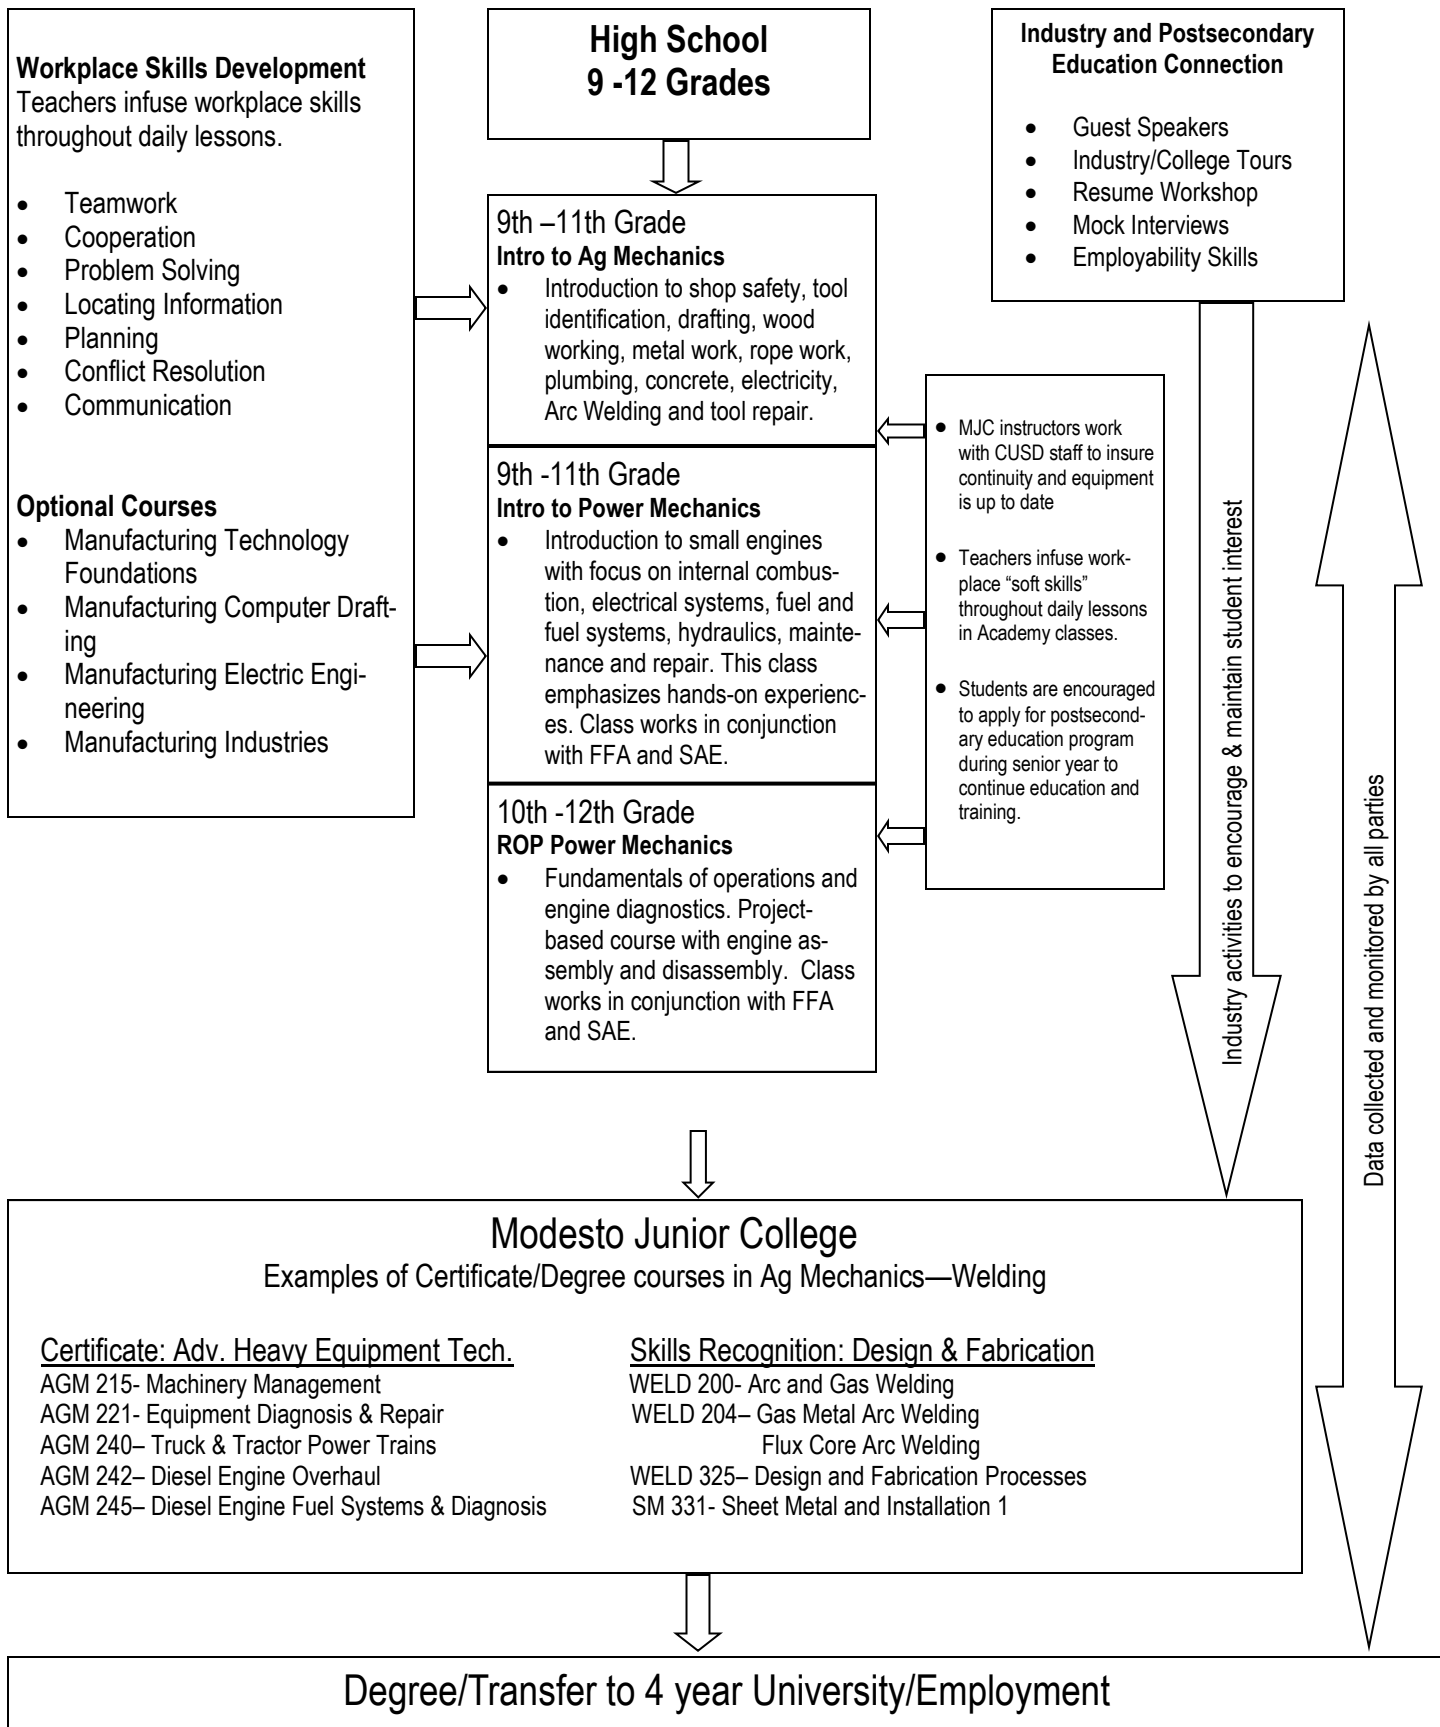 Workplace Skills Development
Teachers infuse workplace skills
throughout daily lessons.
• Teamwork
• Cooperation
• Problem Solving
• Locating Information
• Planning
• Conflict Resolution
• Communication
Optional Courses
• Manufacturing Technology
Foundations
• Manufacturing Computer Draft-
ing
• Manufacturing Electric Engi-
neering
• Manufacturing Industries
High School
9 -12 Grades
9th –11th Grade
Intro to Ag Mechanics
• Introduction to shop safety, tool
identification, drafting, wood
working, metal work, rope work,
plumbing, concrete, electricity,
Arc Welding and tool repair.
9th -11th Grade
Intro to Power Mechanics
• Introduction to small engines
with focus on internal combus-
tion, electrical systems, fuel and
fuel systems, hydraulics, mainte-
nance and repair. This class
emphasizes hands-on experienc-
es. Class works in conjunction
with FFA and SAE.
10th -12th Grade
ROP Power Mechanics
• Fundamentals of operations and
engine diagnostics. Project-
based course with engine as-
sembly and disassembly.  Class
works in conjunction with FFA
and SAE.
Industry and Postsecondary
Education Connection
• Guest Speakers
• Industry/College Tours
• Resume Workshop
• Mock Interviews
• Employability Skills
• MJC instructors work
with CUSD staff to insure
continuity and equipment
is up to date
• Teachers infuse work-
place “soft skills”
throughout daily lessons
in Academy classes.
• Students are encouraged
to apply for postsecond-
ary education program
during senior year to
continue education and
training.
Industry activities to encourage & maintain student interest
Data collected and monitored by all parties
Modesto Junior College
Examples of Certificate/Degree courses in Ag Mechanics—Welding
Certificate: Adv. Heavy Equipment Tech.
AGM 215- Machinery Management
AGM 221- Equipment Diagnosis & Repair
AGM 240– Truck & Tractor Power Trains
AGM 242– Diesel Engine Overhaul
AGM 245– Diesel Engine Fuel Systems & Diagnosis
Skills Recognition: Design & Fabrication
WELD 200- Arc and Gas Welding
WELD 204– Gas Metal Arc Welding
Flux Core Arc Welding
WELD 325– Design and Fabrication Processes
SM 331- Sheet Metal and Installation 1
Degree/Transfer to 4 year University/Employment